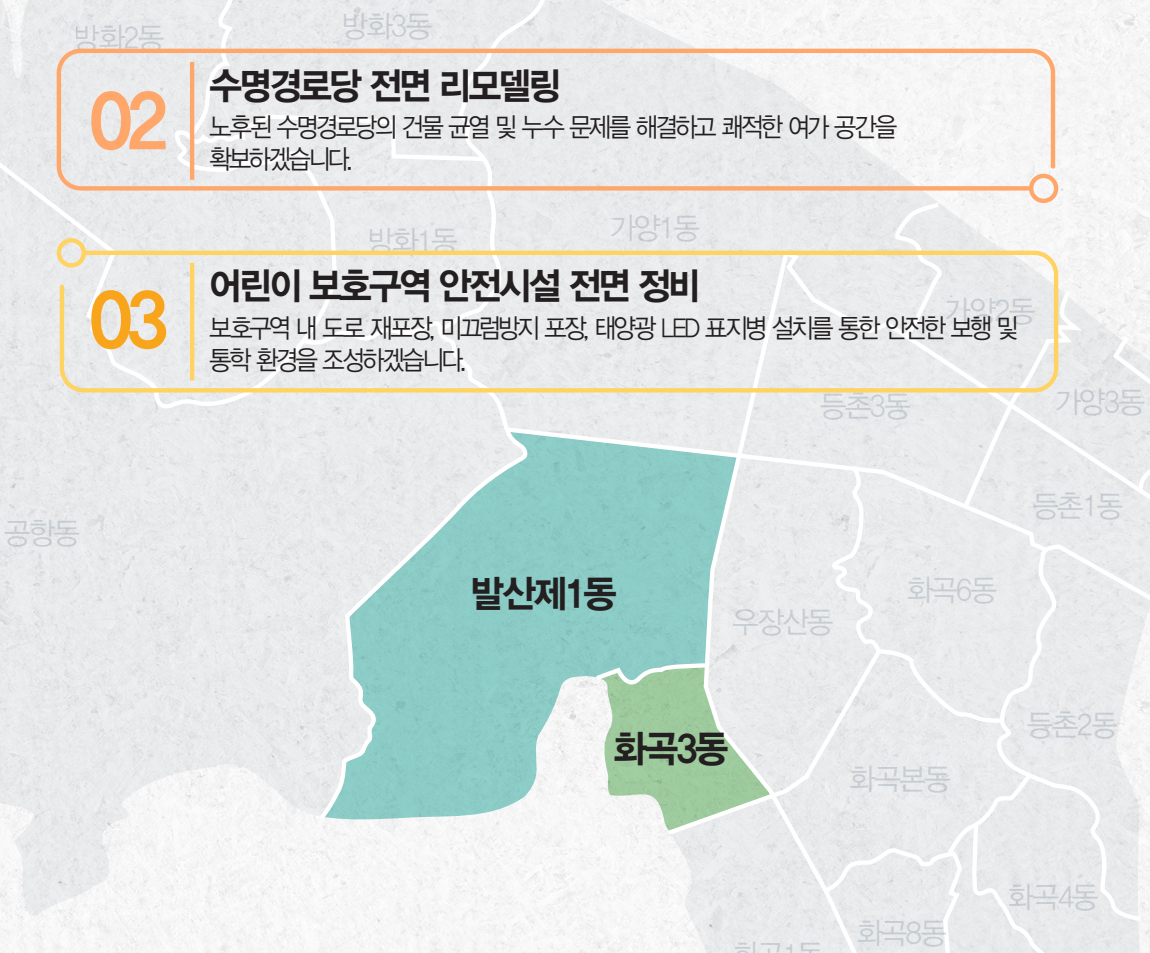 방화2동
방화3동
02
수명경로당 전면 리모델링
노후된 수명경로당의 건물 균열 및 누수 문제를 해결하고 쾌적한 여가 공간을
확보하겠습니다.
방화1동
가양1동
03
어린이 보호구역 안전시설 전면 정비
가양2동
보호구역 내 도로 재포장, 미끄럼방지 포장, 태양광 LED 표지병 설치를 통한 안전한 보행 및
통학 환경을 조성하겠습니다.
등촌3동
가양3동
등촌1동
공항동
발산제1동
화곡6동
우장산동
등촌2동
화곡3동
화곡본동
화곡4동
화곡8동
화곡1동